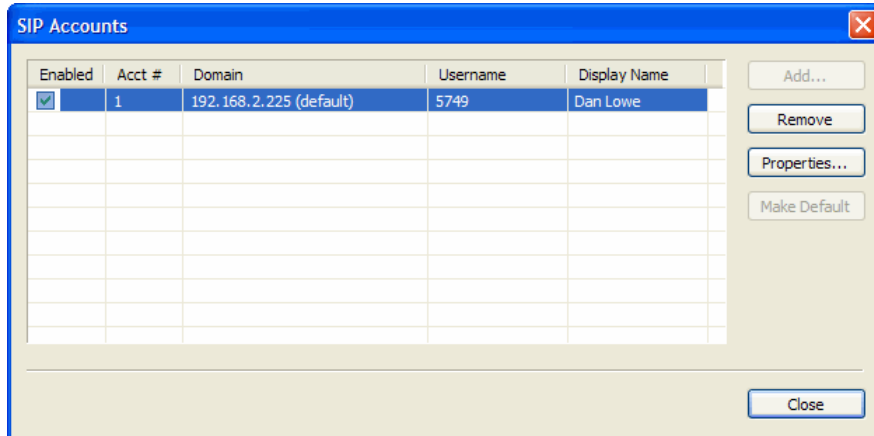 SIP Accounts
Enabled Acct # Domain Username Display Name
1 192.168.2.225 (default) 5749 Dan Lowe
Add...
Remove
Properties...
Make Default
Close